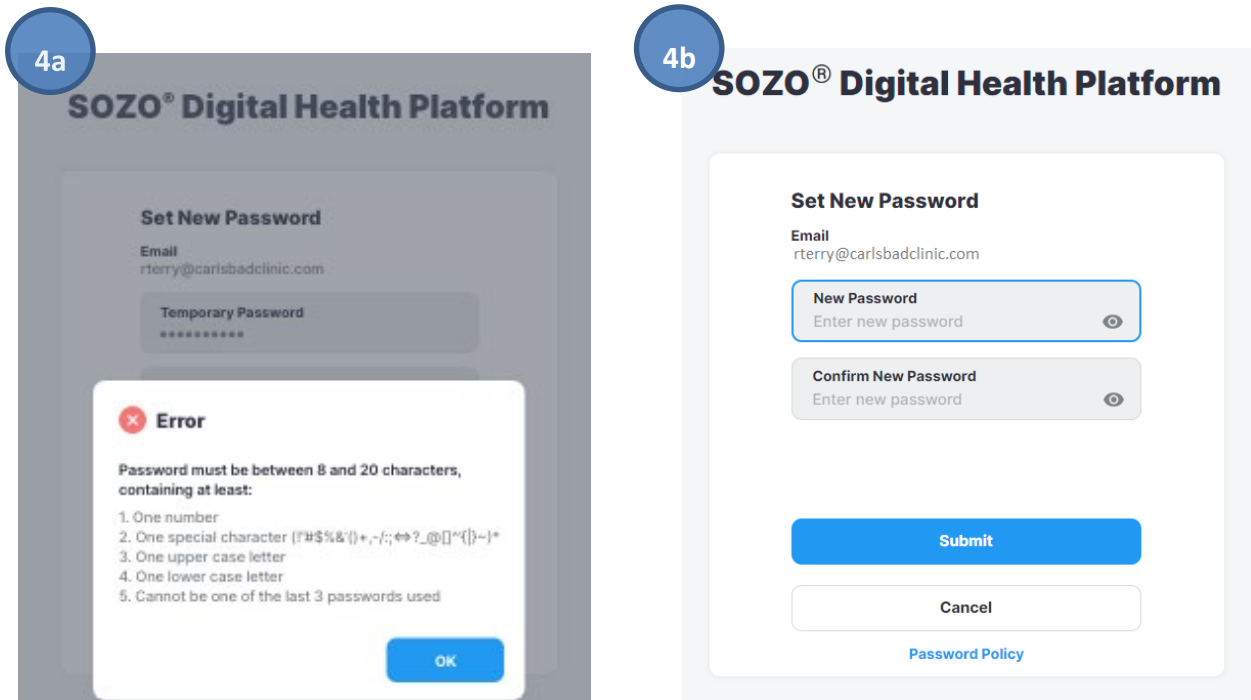 4a
SOZO® Digital Health Platform
Set New Password
Email
rterry@carlsbadclinic.com
Temporary Password
••••••••••
Error
Password must be between 8 and 20 characters,
containing at least:
1. One number
2. One special character
3. One upper case letter
4. One lower case letter
5. Cannot be one of the last 3 passwords used
OK
4b
SOZO® Digital Health Platform
Set New Password
Email
rterry@carlsbadclinic.com
New Password
Enter new password
Confirm New Password
Enter new password
Submit
Cancel
Password Policy